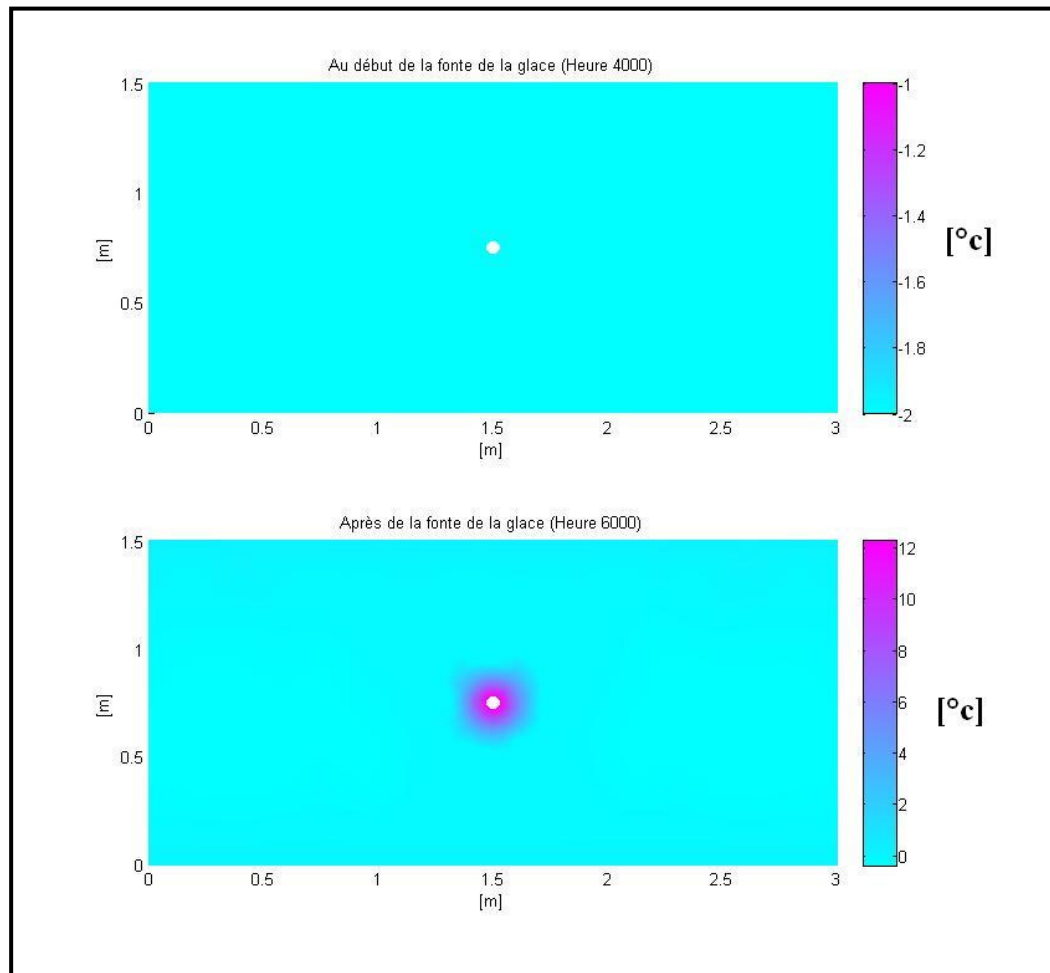 Au début de la fonte de la glace (Heure 4000)
1.5
1
0.5
0
[m]
0 0.5 1 1.5 2 2.5 3
[m]
-1
-1.2
-1.4
-1.6
-1.8
-2
[°c]
Après de la fonte de la glace (Heure 6000)
1.5
1
0.5
0
[m]
0 0.5 1 1.5 2 2.5 3
[m]
12
10
8
6
4
2
0
[°c]